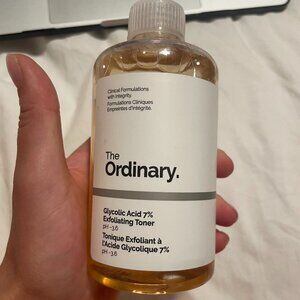 Clinical Formulations
with Integrity.
Formulations Cliniques
Empreintes d'intégrité.
The
Ordinary.
Glycolic Acid 7%
Exfoliating Toner
pH ~3.6
Tonique Exfoliant à
l'Acide Glycolique 7%
pH ~3.6